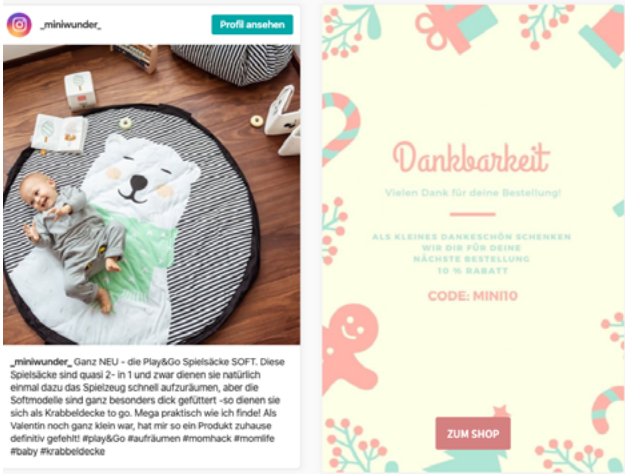 _miniwunder_
Profil ansehen
_miniwunder_ Ganz NEU - die Play&Go Spielsäcke SOFT. Diese
Spielsäcke sind quasi 2- in 1 und zwar dienen sie natürlich
einmal dazu das Spielzeug schnell aufzuräumen, aber die
Softmodelle sind ganz besonders dick gefüttert -so dienen sie
sich als Krabbeldecke to go. Mega praktisch wie ich finde! Als
Valentin noch ganz klein war, hat mir so ein Produkt zuhause
definitiv gefehlt! #play&Go #aufräumen #momhack #momlife
#baby #krabbeldecke
Dankbarkeit
Vielen Dank für deine Bestellung!
ALS KLEINES DANKESCHÖN SCHENKEN
WIR DIR FÜR DEINE
NÄCHSTE BESTELLUNG
10 % RABATT
CODE: MINI10
ZUM SHOP